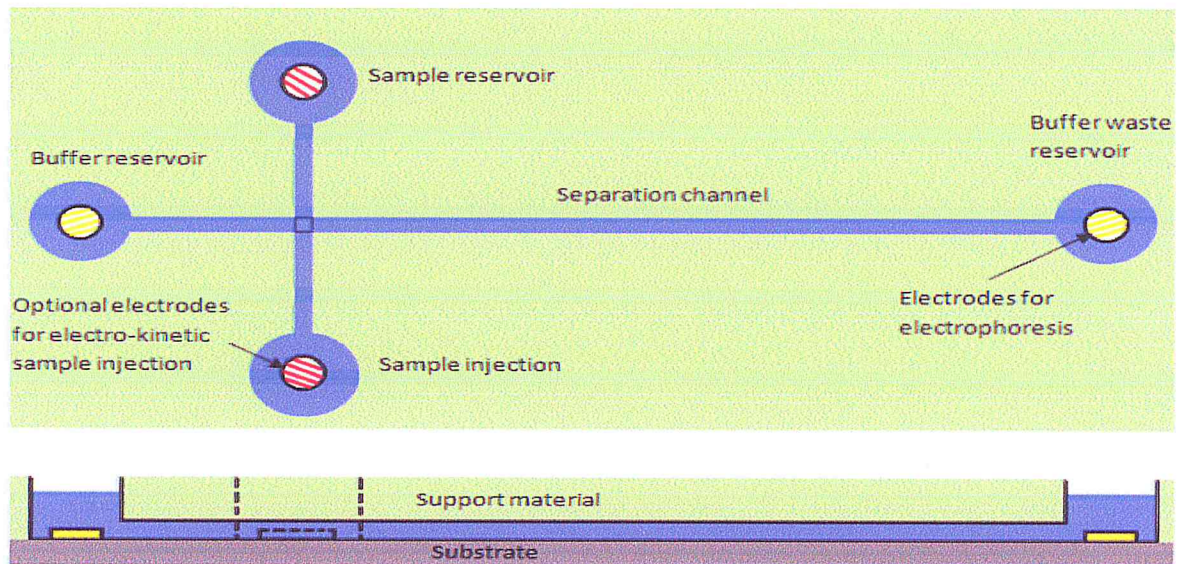 Sample reservoir
Buffer waste
reservoir
Buffer reservoir
Separation channel
Optional electrodes
for electro-kinetic
sample injection
Electrodes for
electrophoresis
Sample injection
Support material
Substrate